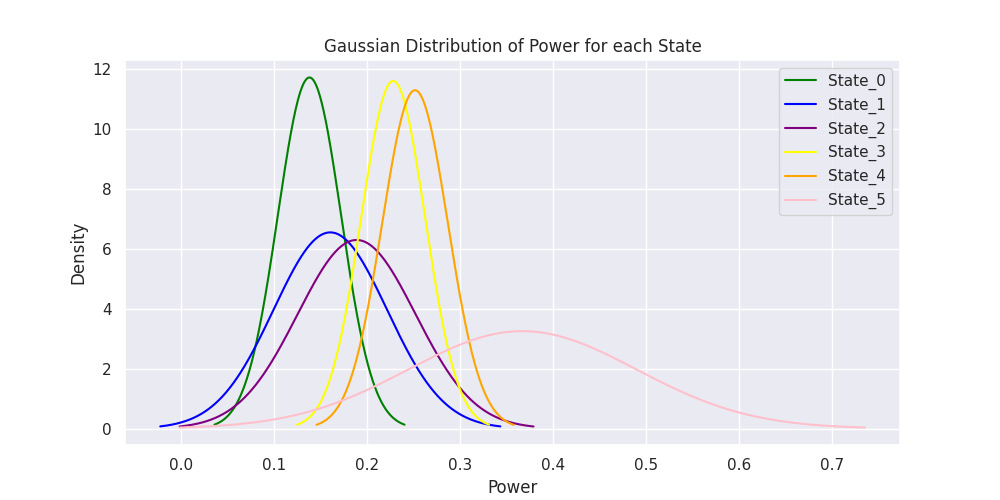 Gaussian Distribution of Power for each State
12
10
8
6
4
2
0
Density
State_0
State_1
State_2
State_3
State_4
State_5
0.0 0.1 0.2 0.3 0.4 0.5 0.6 0.7
Power